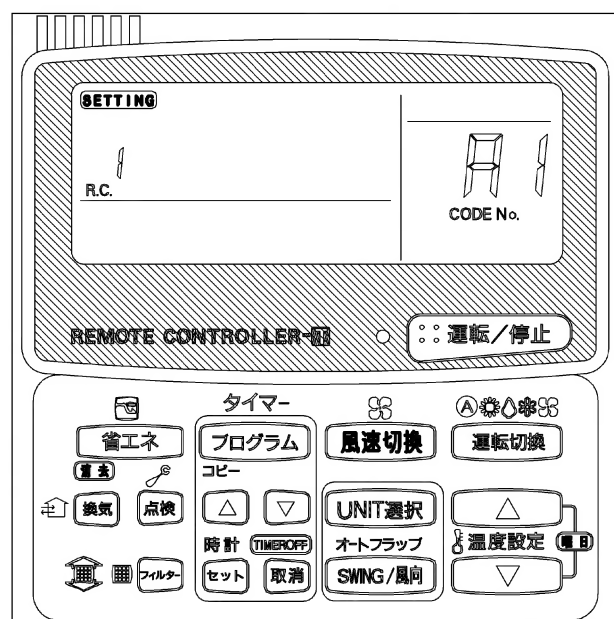 SETTING
1 A1
R.C.
CODE No.
REMOTE CONTROLLER-
運転／停止
タイマー
A
省エネ プログラム 風速切換 運転切換
コピー
換気 点検 △ ▽ UNIT選択 △
時計 TIMEROFF オートフラップ 温度設定 曜日
フィルター セット 取消 SWING/風向 ▽